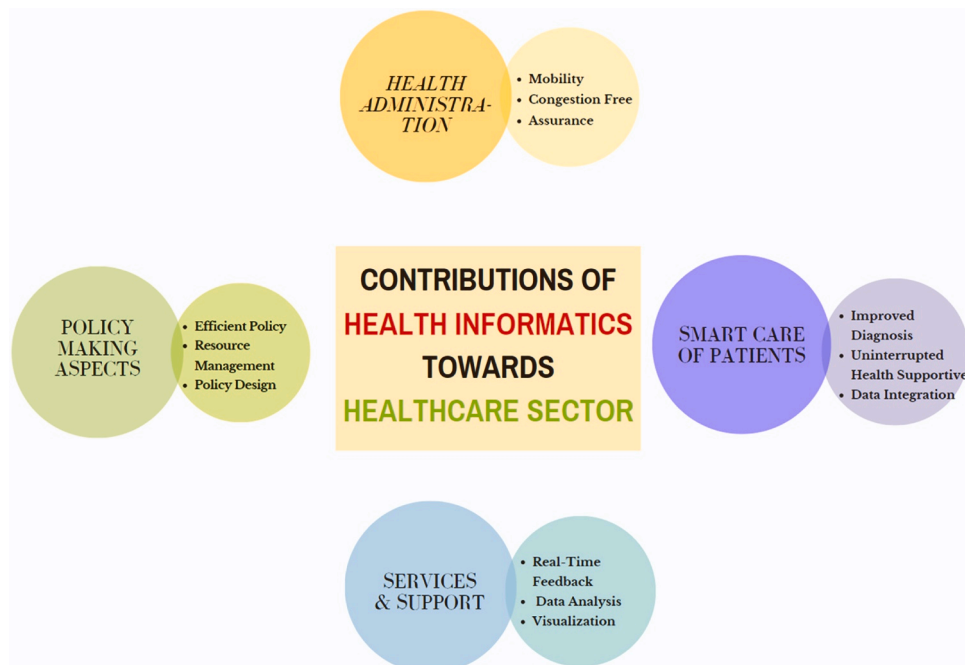 HEALTH
ADMINISTRA-
TION
• Mobility
• Congestion Free
• Assurance
POLICY
MAKING
ASPECTS
• Efficient Policy
• Resource
Management
• Policy Design
CONTRIBUTIONS OF
HEALTH INFORMATICS
TOWARDS
HEALTHCARE SECTOR
SMART CARE
OF PATIENTS
• Improved
Diagnosis
• Uninterrupted
Health Supportive
• Data Integration
SERVICES
& SUPPORT
• Real-Time
Feedback
• Data Analysis
• Visualization